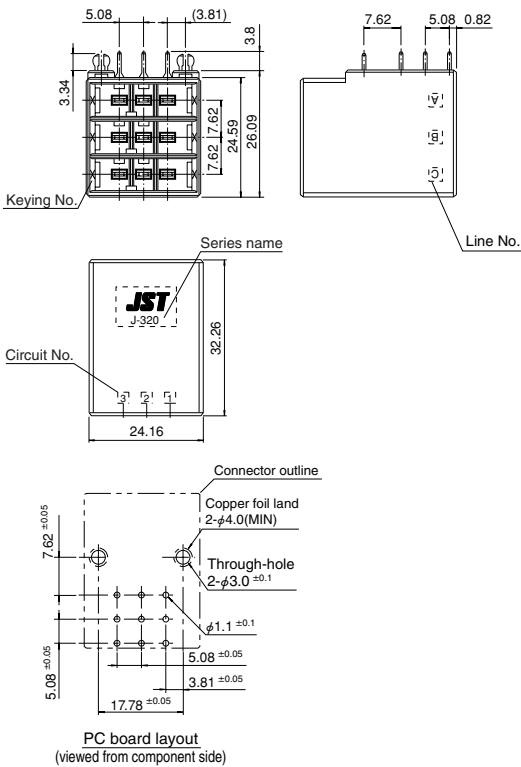 5.08
(3.81)
3.8
3.34
7.62
7.62
24.59
26.09
Keying No.
7.62
5.08
0.82
A
B
C
Line No.
Series name
JST
J-320
Circuit No.
3
2
1
32.26
24.16
Connector outline
Copper foil land
2-φ4.0(MIN)
Through-hole
2-φ3.0 ±0.1
φ1.1 ±0.1
7.62 ±0.05
5.08 ±0.05
5.08 ±0.05
3.81 ±0.05
17.78 ±0.05
PC board layout
(viewed from component side)